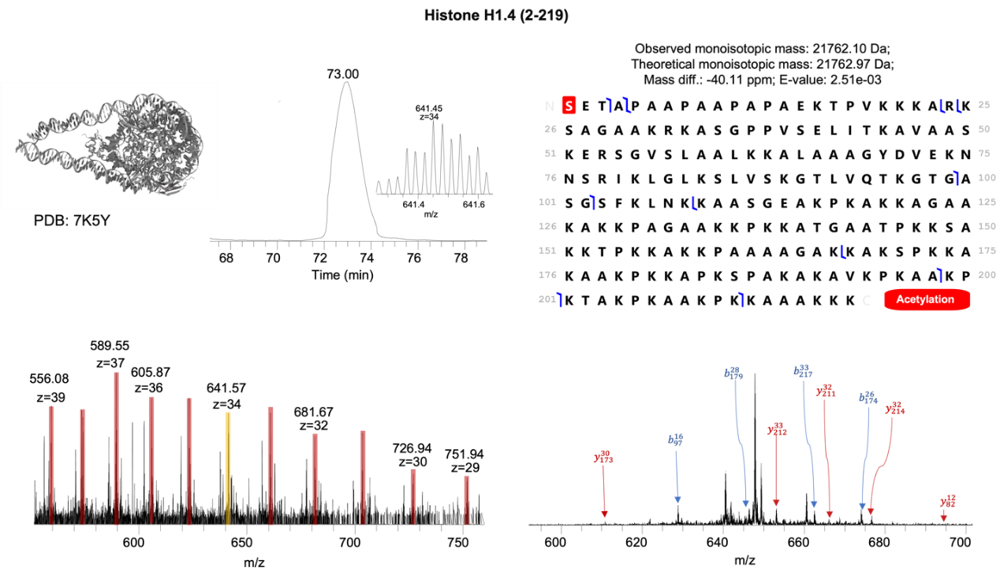 Histone H1.4 (2-219)
PDB: 7K5Y
73.00
641.45
z=34
641.4 641.6
m/z
68 70 72 74 76 78
Time (min)
Observed monoisotopic mass: 21762.10 Da;
Theoretical monoisotopic mass: 21762.97 Da;
Mass diff.: -40.11 ppm; E-value: 2.51e-03
N S E T A P A A P A A P A P A E K T P V K K K A R K 25
26 S A G A A K R K A S G P P V S E L I T K A V A A S 50
51 K E R S G V S L A A L K K A L A A A G Y D V E K N 75
76 N S R I K L G L K S L V S K G T L V Q T K G T G A 100
101 S G S F K L N K K A A S G E A K P K A K K A G A A 125
126 K A K K P A G A A K K P K K A T G A A T P K K S A 150
151 K K T P K K A K K P A A A A G A K K A K S P K K A 175
176 K A A K P K K A P K S P A K A K A V K P K A A K P 200
201 K T A K P K A A K P K K A A A K K K C
Acetylation
556.08
z=39
589.55
z=37
605.87
z=36
641.57
z=34
681.67
z=32
726.94
z=30
751.94
z=29
600 650 700 750
m/z
y30 173
b16 97
b28 179
y33 212
b33 217
y32 211
b26 174
y32 214
y12 82
600 620 640 660 680 700
m/z